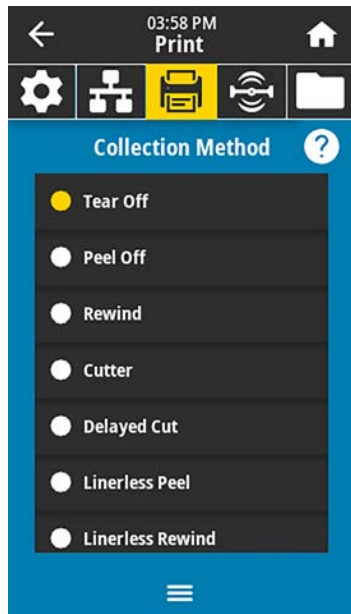 03:58 PM
Print
Collection Method
?
Tear Off
Peel Off
Rewind
Cutter
Delayed Cut
Linerless Peel
Linerless Rewind